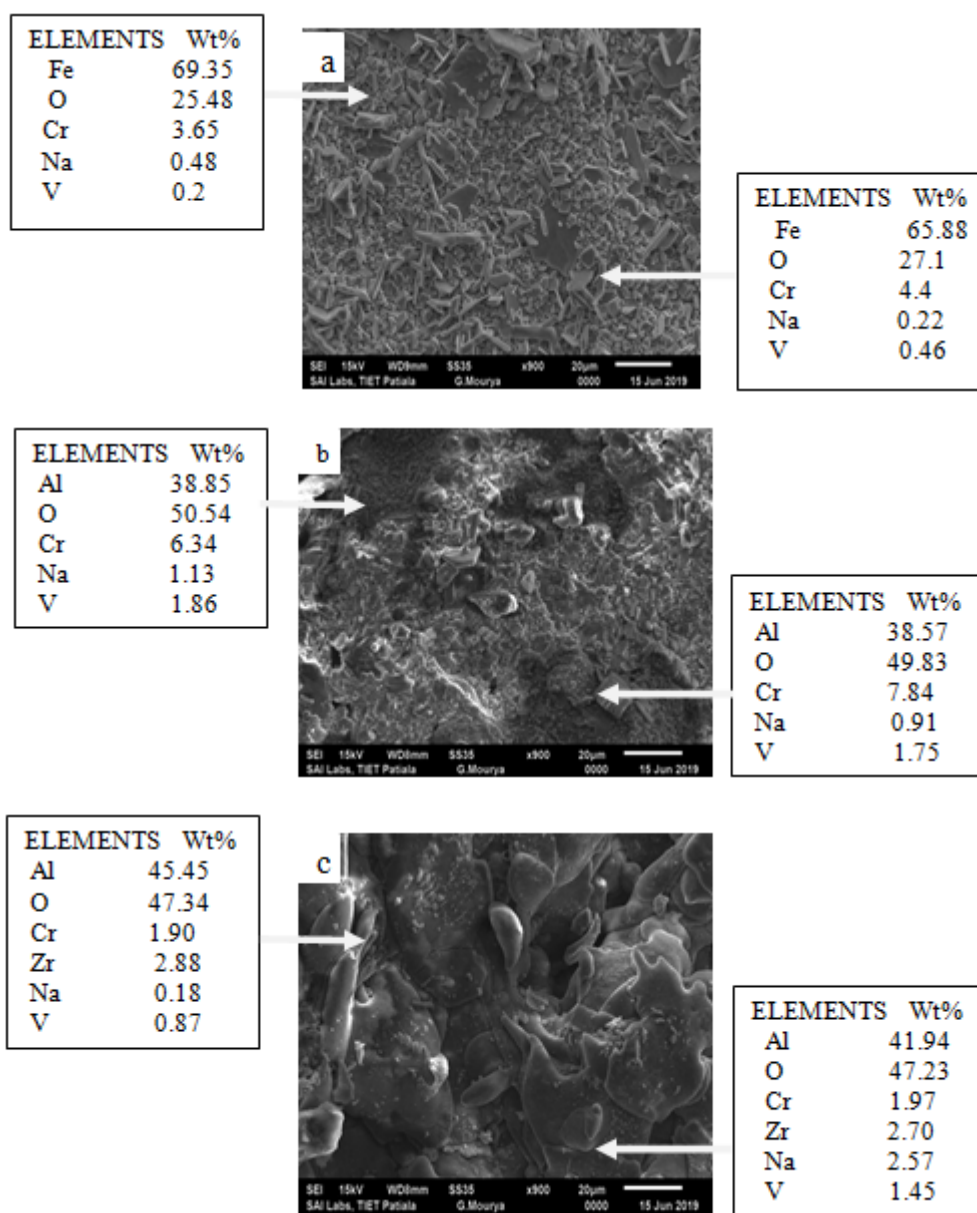 ELEMENTS Wt%
Fe 69.35
O 25.48
Cr 3.65
Na 0.48
V 0.2
a
ELEMENTS Wt%
Fe 65.88
O 27.1
Cr 4.4
Na 0.22
V 0.46
SEI 15kV WD9mm SS35 x900 20µm
SAI Labs, TIET Patiala G.Mourya 0000 15 Jun 2019
ELEMENTS Wt%
Al 38.85
O 50.54
Cr 6.34
Na 1.13
V 1.86
b
ELEMENTS Wt%
Al 38.57
O 49.83
Cr 7.84
Na 0.91
V 1.75
SEI 15kV WD8mm SS35 x900 20µm
SAI Labs, TIET Patiala G.Mourya 0000 15 Jun 2019
ELEMENTS Wt%
Al 45.45
O 47.34
Cr 1.90
Zr 2.88
Na 0.18
V 0.87
c
ELEMENTS Wt%
Al 41.94
O 47.23
Cr 1.97
Zr 2.70
Na 2.57
V 1.45
SEI 15kV WD8mm SS35 x900 20µm
SAI Labs, TIET Patiala G.Mourya 0000 15 Jun 2019